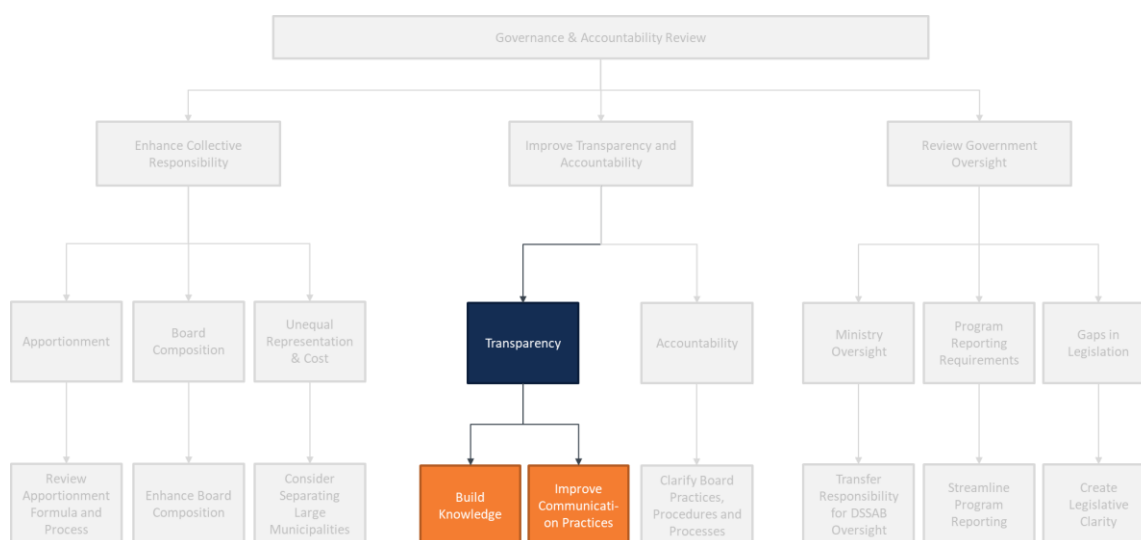 Governance & Accountability Review
Enhance Collective
Responsibility
Improve Transparency and
Accountability
Review Government
Oversight
Apportionment
Board
Composition
Unequal
Representation
& Cost
Transparency
Accountability
Ministry
Oversight
Program
Reporting
Requirements
Gaps in
Legislation
Review
Apportionment
Formula and
Process
Enhance Board
Composition
Consider
Separating
Large
Municipalities
Build
Knowledge
Improve
Communicati-
on Practices
Clarify Board
Practices,
Procedures and
Processes
Transfer
Responsibility
for DSSAB
Oversight
Streamline
Program
Reporting
Create
Legislative
Clarity